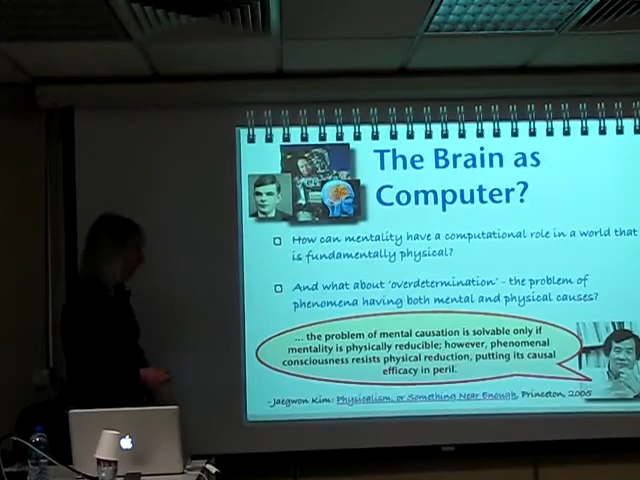 The Brain as
Computer?
How can mentality have a computational role in a world that
is fundamentally physical?
And what about 'overdetermination' - the problem of
phenomena having both mental and physical causes?
... the problem of mental causation is solvable only if
mentality is physically reducible; however, phenomenal
consciousness resists physical reduction, putting its causal
efficacy in peril.
-Jaegwon Kim: Physicalism, or Something Near Enough, Princeton, 2005